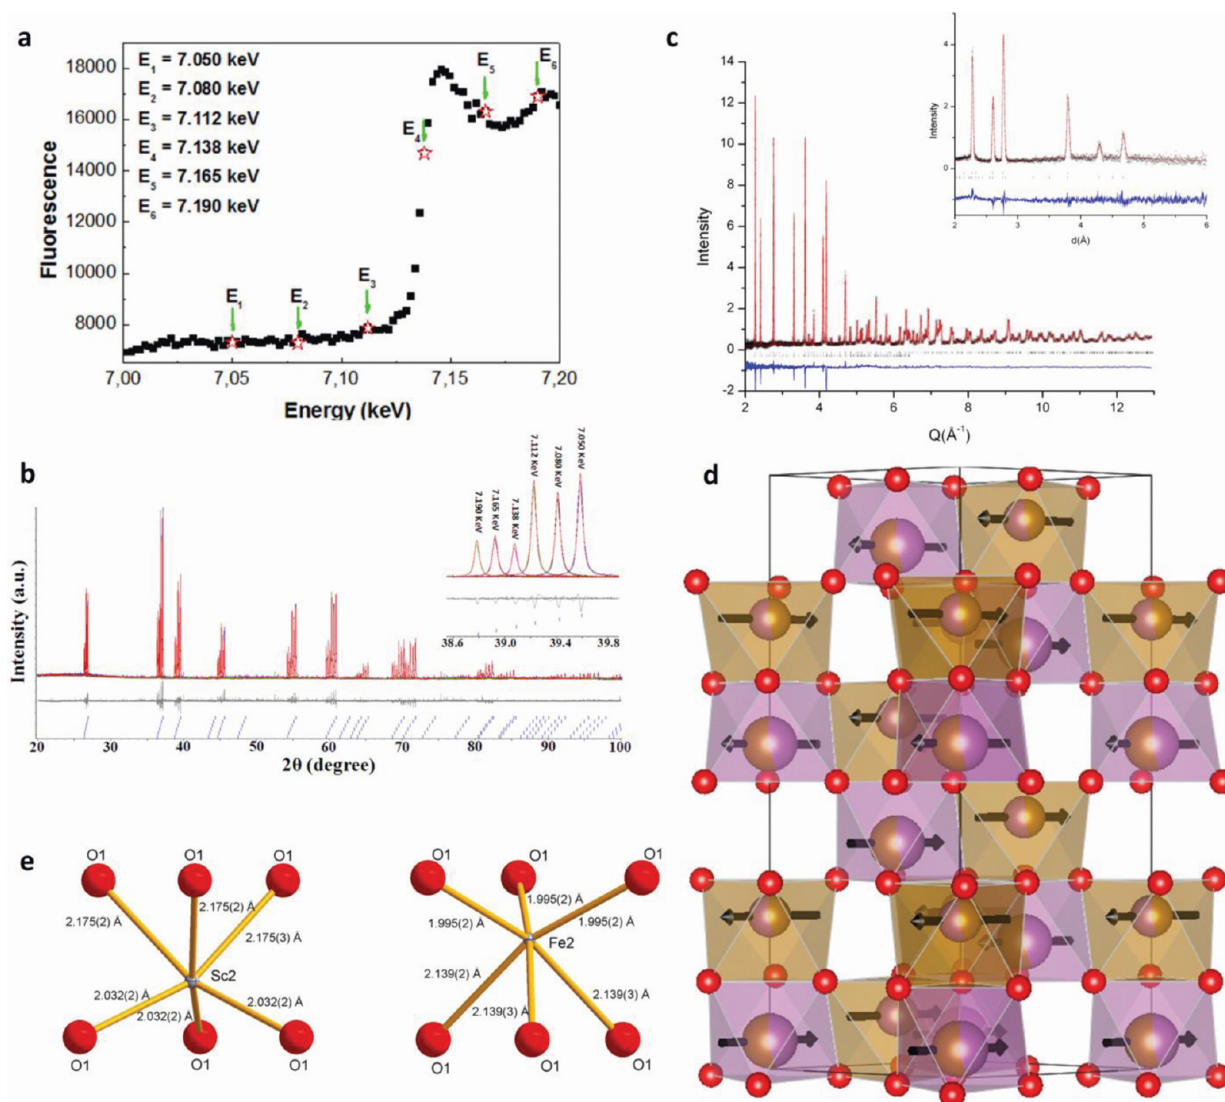 a
E1 = 7.050 keV
E2 = 7.080 keV
E3 = 7.112 keV
E4 = 7.138 keV
E5 = 7.165 keV
E6 = 7.190 keV
E1
E2
E3
E4
E5
E6
18000
16000
14000
12000
10000
8000
Fluorescence
7,00
7,05
7,10
7,15
7,20
Energy (keV)
c
14
12
10
8
6
4
2
0
-2
Intensity
2
4
6
8
10
12
Q(Å-1)
4
2
0
Intensity
2
3
4
5
6
d(Å)
b
Intensity (a.u.)
20
30
40
50
60
70
80
90
100
2θ (degree)
7.190 KeV
7.165 KeV
7.138 KeV
7.112 KeV
7.080 KeV
7.050 KeV
38.6
39.0
39.4
39.8
d
e
O1
O1
O1
2.175(2) Å
2.175(2) Å
2.175(3) Å
Sc2
2.032(2) Å
2.032(2) Å
2.032(2) Å
O1
O1
O1
O1
O1
O1
1.995(2) Å
1.995(2) Å
1.995(2) Å
Fe2
2.139(2) Å
2.139(3) Å
2.139(3) Å
O1
O1
O1